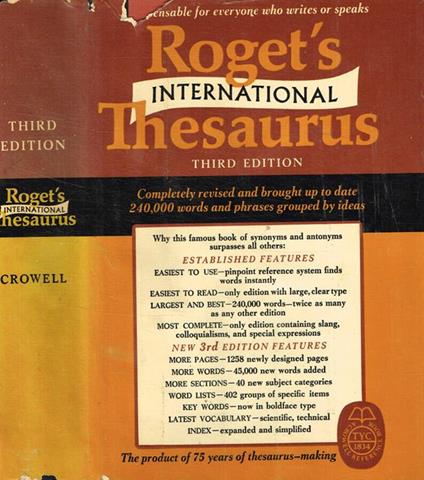 THIRD
EDITION
Roget's
INTERNATIONAL
Thesaurus
CROWELL
for everyone who writes or speaks
Roget's
INTERNATIONAL
Thesaurus
THIRD EDITION
Completely revised and brought up to date
240,000 words and phrases grouped by ideas
Why this famous book of synonyms and antonyms
surpasses all others:
ESTABLISHED FEATURES
EASIEST TO USE—pinpoint reference system finds
words instantly
EASIEST TO READ—only edition with large, clear type
LARGEST AND BEST—240,000 words—twice as many
as any other edition
MOST COMPLETE—only edition containing slang,
colloquialisms, and special expressions
NEW 3rd EDITION FEATURES
MORE PAGES—1258 newly designed pages
MORE WORDS—45,000 new words added
MORE SECTIONS—40 new subject categories
WORD LISTS—402 groups of specific items
KEY WORDS—now in boldface type
LATEST VOCABULARY—scientific, technical
INDEX—expanded and simplified
TYC
1834
The product of 75 years of thesaurus-making